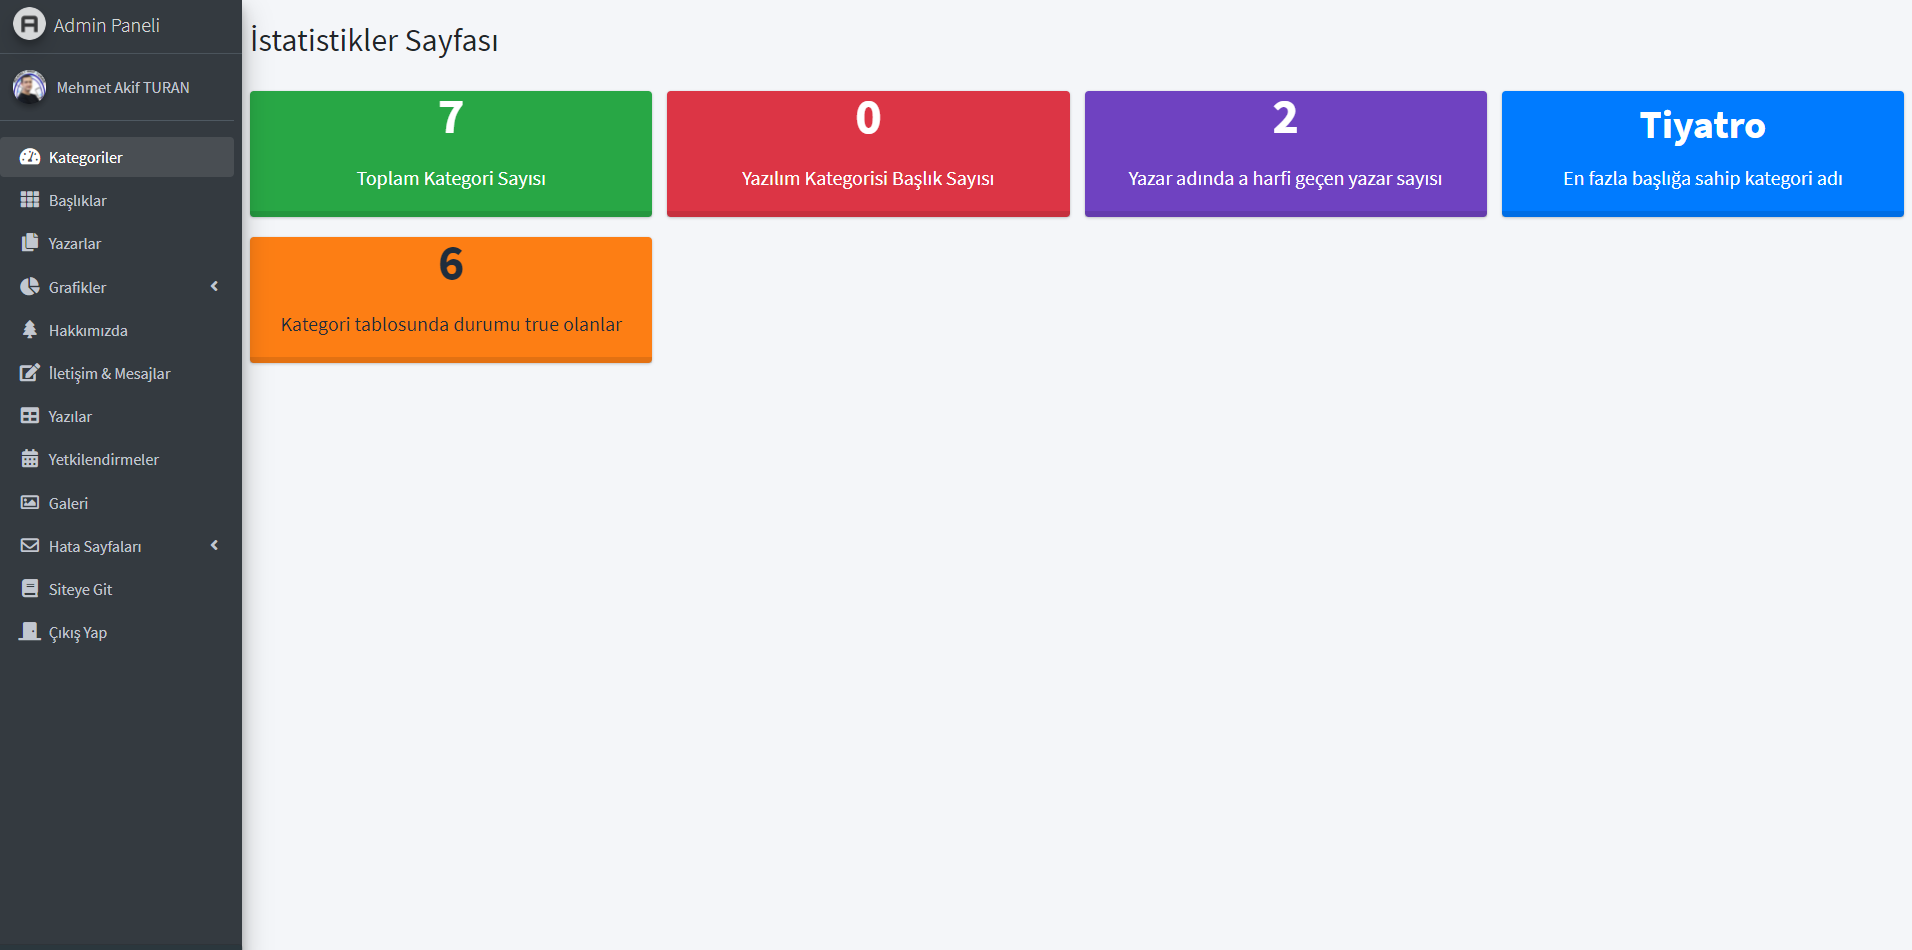 Admin Paneli
Mehmet Akif TURAN
Kategoriler
Başlıklar
Yazarlar
Grafikler
Hakkımızda
İletişim & Mesajlar
Yazılar
Yetkilendirmeler
Galeri
Hata Sayfaları
Siteye Git
Çıkış Yap
İstatistikler Sayfası
7
Toplam Kategori Sayısı
0
Yazılım Kategorisi Başlık Sayısı
2
Yazar adında a harfi geçen yazar sayısı
Tiyatro
En fazla başlığa sahip kategori adı
6
Kategori tablosunda durumu true olanlar